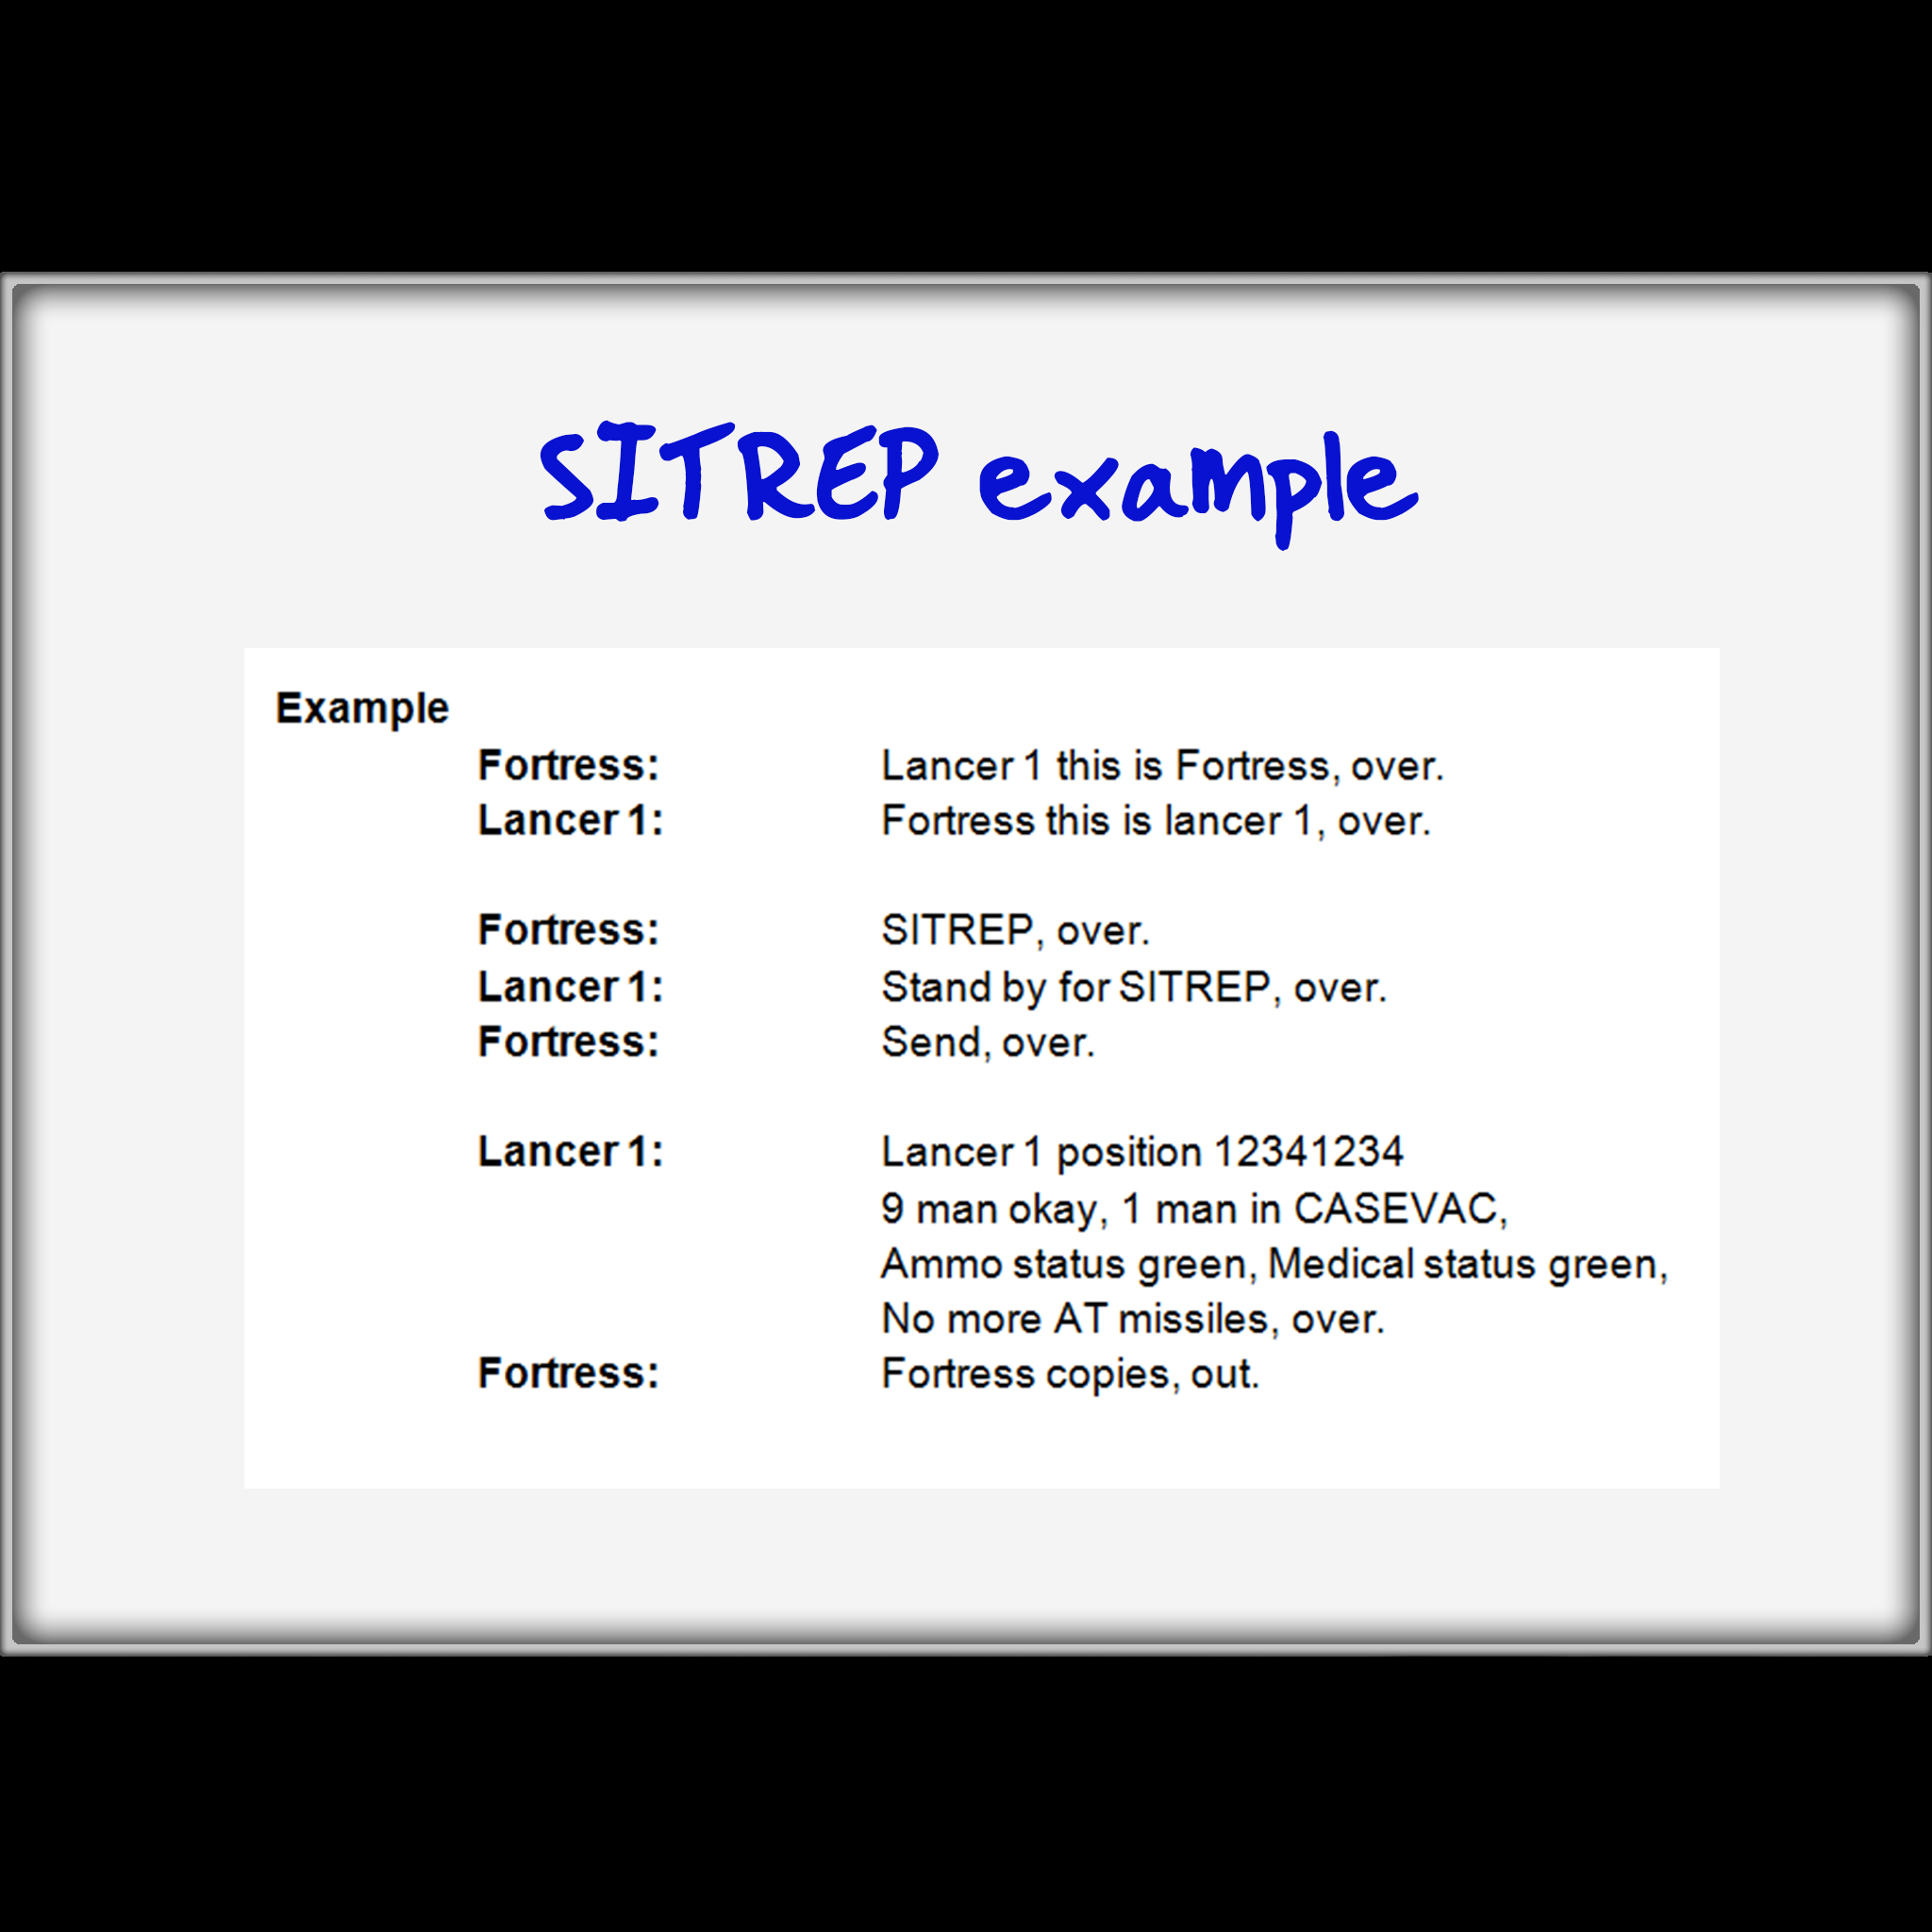 SITREP example
Example
Fortress: Lancer 1 this is Fortress, over.
Lancer 1: Fortress this is lancer 1, over.
Fortress: SITREP, over.
Lancer 1: Stand by for SITREP, over.
Fortress: Send, over.
Lancer 1: Lancer 1 position 12341234
9 man okay, 1 man in CASEVAC,
Ammo status green, Medical status green,
No more AT missiles, over.
Fortress: Fortress copies, out.